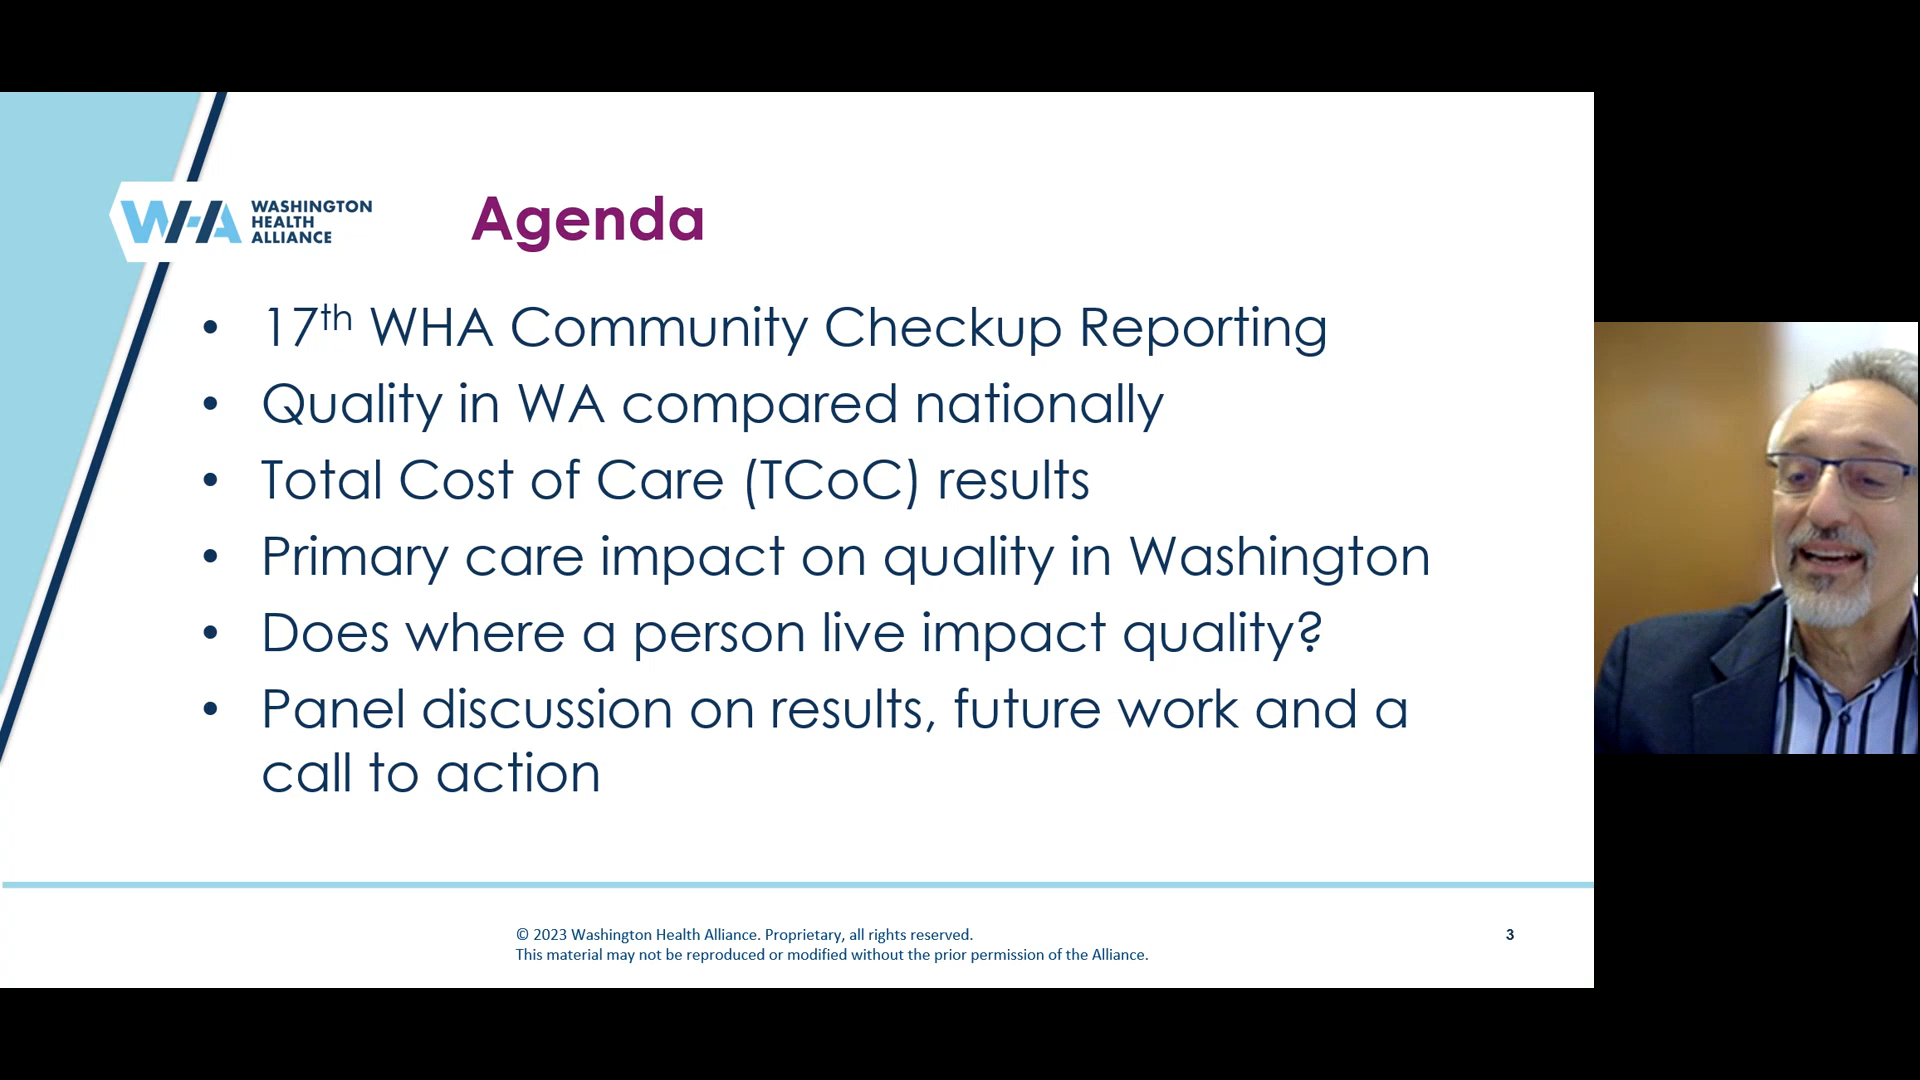 WHA
WASHINGTON
HEALTH
ALLIANCE
Agenda
• 17th WHA Community Checkup Reporting
• Quality in WA compared nationally
• Total Cost of Care (TCoC) results
• Primary care impact on quality in Washington
• Does where a person live impact quality?
• Panel discussion on results, future work and a
call to action
© 2023 Washington Health Alliance. Proprietary, all rights reserved.
This material may not be reproduced or modified without the prior permission of the Alliance.
3